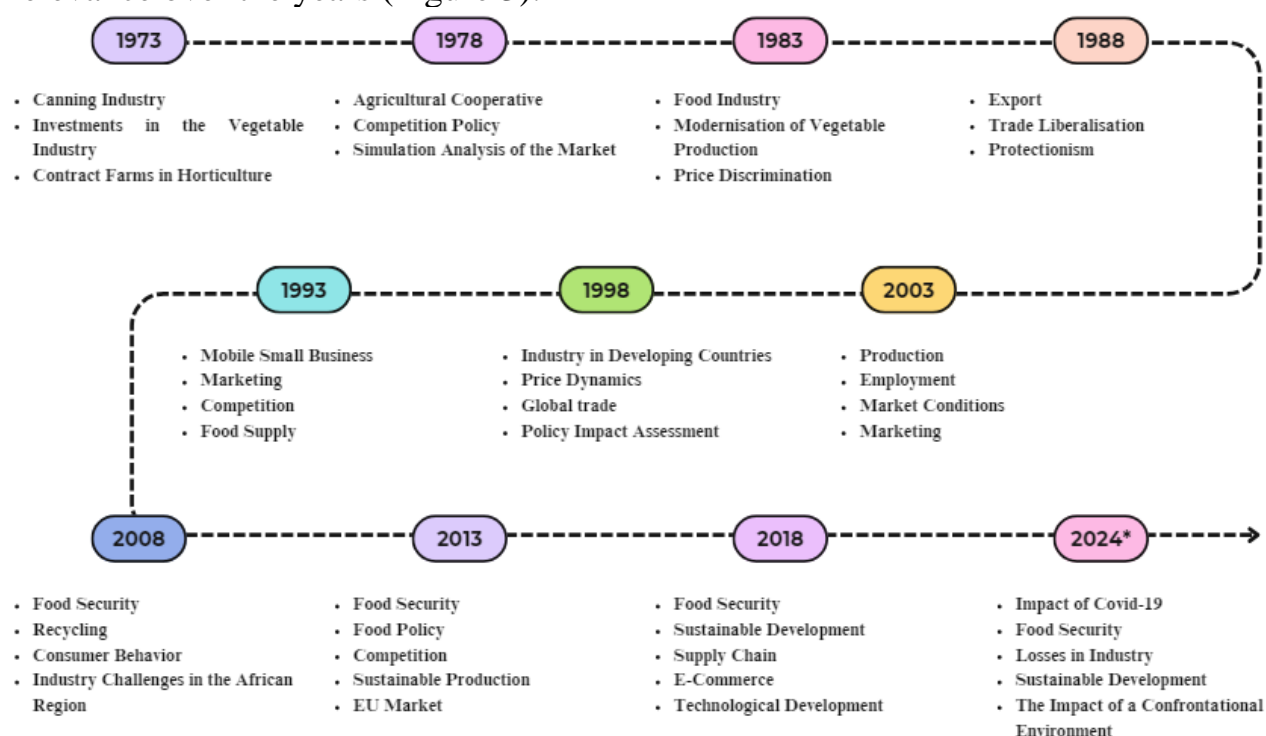 1973
1978
1983
1988
• Canning Industry
• Investments in the Vegetable
Industry
• Contract Farms in Horticulture
• Agricultural Cooperative
• Competition Policy
• Simulation Analysis of the Market
• Food Industry
• Modernisation of Vegetable
Production
• Price Discrimination
• Export
• Trade Liberalisation
• Protectionism
1993
1998
2003
• Mobile Small Business
• Marketing
• Competition
• Food Supply
• Industry in Developing Countries
• Price Dynamics
• Global trade
• Policy Impact Assessment
• Production
• Employment
• Market Conditions
• Marketing
2008
2013
2018
2024*
• Food Security
• Recycling
• Consumer Behavior
• Industry Challenges in the African
Region
• Food Security
• Food Policy
• Competition
• Sustainable Production
• EU Market
• Food Security
• Sustainable Development
• Supply Chain
• E-Commerce
• Technological Development
• Impact of Covid-19
• Food Security
• Losses in Industry
• Sustainable Development
• The Impact of a Confrontational
Environment